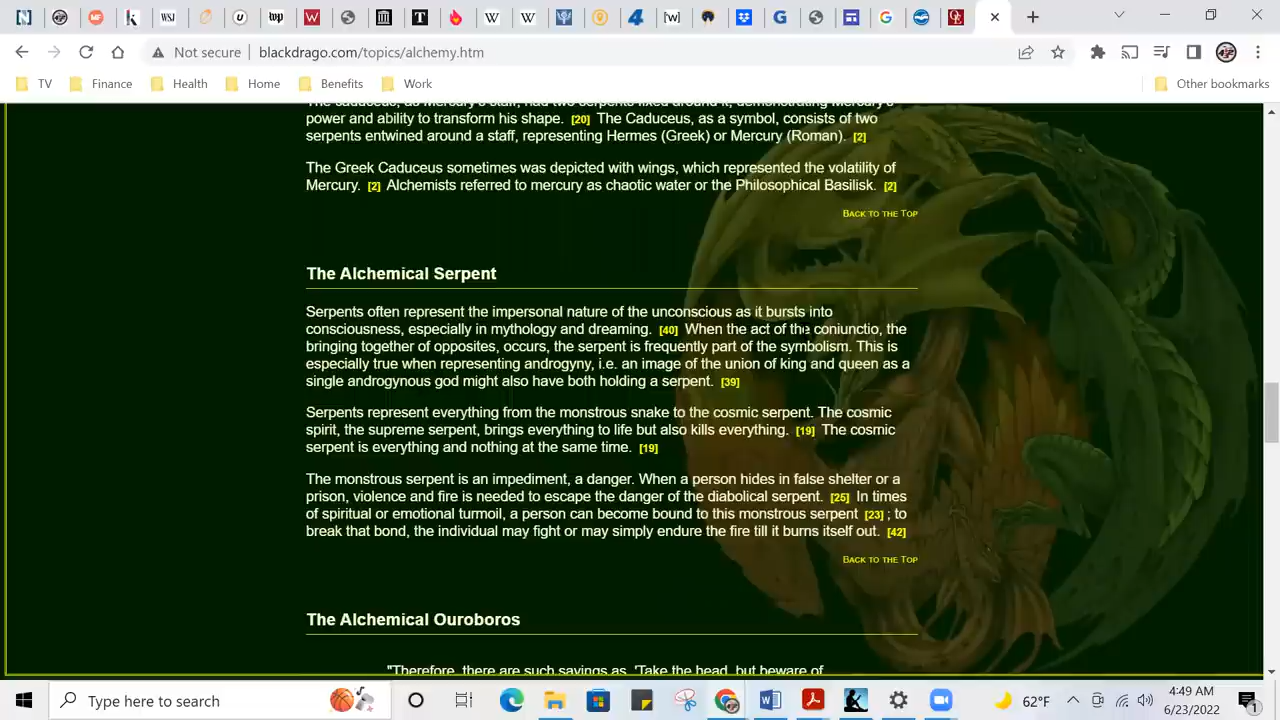 Not secure
blackdrago.com/topics/alchemy.htm
TV
Finance
Health
Home
Benefits
Work
Other bookmarks
The caduceus, as Mercury's staff, had two serpents fixed around it, demonstrating Mercury's
power and ability to transform his shape. [20] The Caduceus, as a symbol, consists of two
serpents entwined around a staff, representing Hermes (Greek) or Mercury (Roman). [2]
The Greek Caduceus sometimes was depicted with wings, which represented the volatility of
Mercury. [2] Alchemists referred to mercury as chaotic water or the Philosophical Basilisk. [2]
Back to the Top
The Alchemical Serpent
Serpents often represent the impersonal nature of the unconscious as it bursts into
consciousness, especially in mythology and dreaming. [40] When the act of the coniunctio, the
bringing together of opposites, occurs, the serpent is frequently part of the symbolism. This is
especially true when representing androgyny, i.e. an image of the union of king and queen as a
single androgynous god might also have both holding a serpent. [39]
Serpents represent everything from the monstrous snake to the cosmic serpent. The cosmic
spirit, the supreme serpent, brings everything to life but also kills everything. [19] The cosmic
serpent is everything and nothing at the same time. [19]
The monstrous serpent is an impediment, a danger. When a person hides in false shelter or a
prison, violence and fire is needed to escape the danger of the diabolical serpent. [25] In times
of spiritual or emotional turmoil, a person can become bound to this monstrous serpent [23] ; to
break that bond, the individual may fight or may simply endure the fire till it burns itself out. [42]
Back to the Top
The Alchemical Ouroboros
"Therefore, there are such sayings as, 'Take the head, but beware of
Type here to search
62°F
4:49 AM
6/23/2022
1